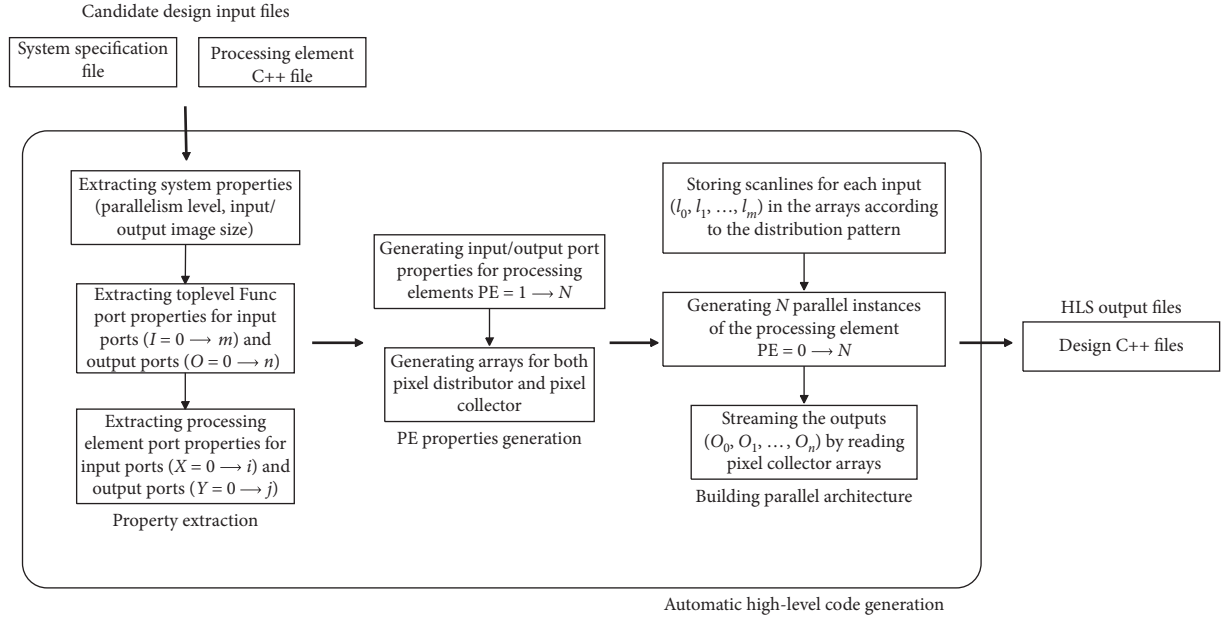 Candidate design input files
System specification
file
Processing element
C++ file
Extracting system properties
(parallelism level, input/
output image size)
Extracting toplevel Func
port properties for input
ports (I = 0 ⟶ m) and
output ports (O = 0 ⟶ n)
Extracting processing
element port properties for
input ports (X = 0 ⟶ i) and
output ports (Y = 0 ⟶ j)
Property extraction
Generating input/output port
properties for processing
elements PE = 1 ⟶ N
Generating arrays for both
pixel distributor and pixel
collector
PE properties generation
Storing scanlines for each input
(l₀, l₁, …, lₘ) in the arrays according
to the distribution pattern
Generating N parallel instances
of the processing element
PE = 0 ⟶ N
Streaming the outputs
(O₀, O₁, … , Oₙ) by reading
pixel collector arrays
Building parallel architecture
HLS output files
Design C++ files
Automatic high-level code generation